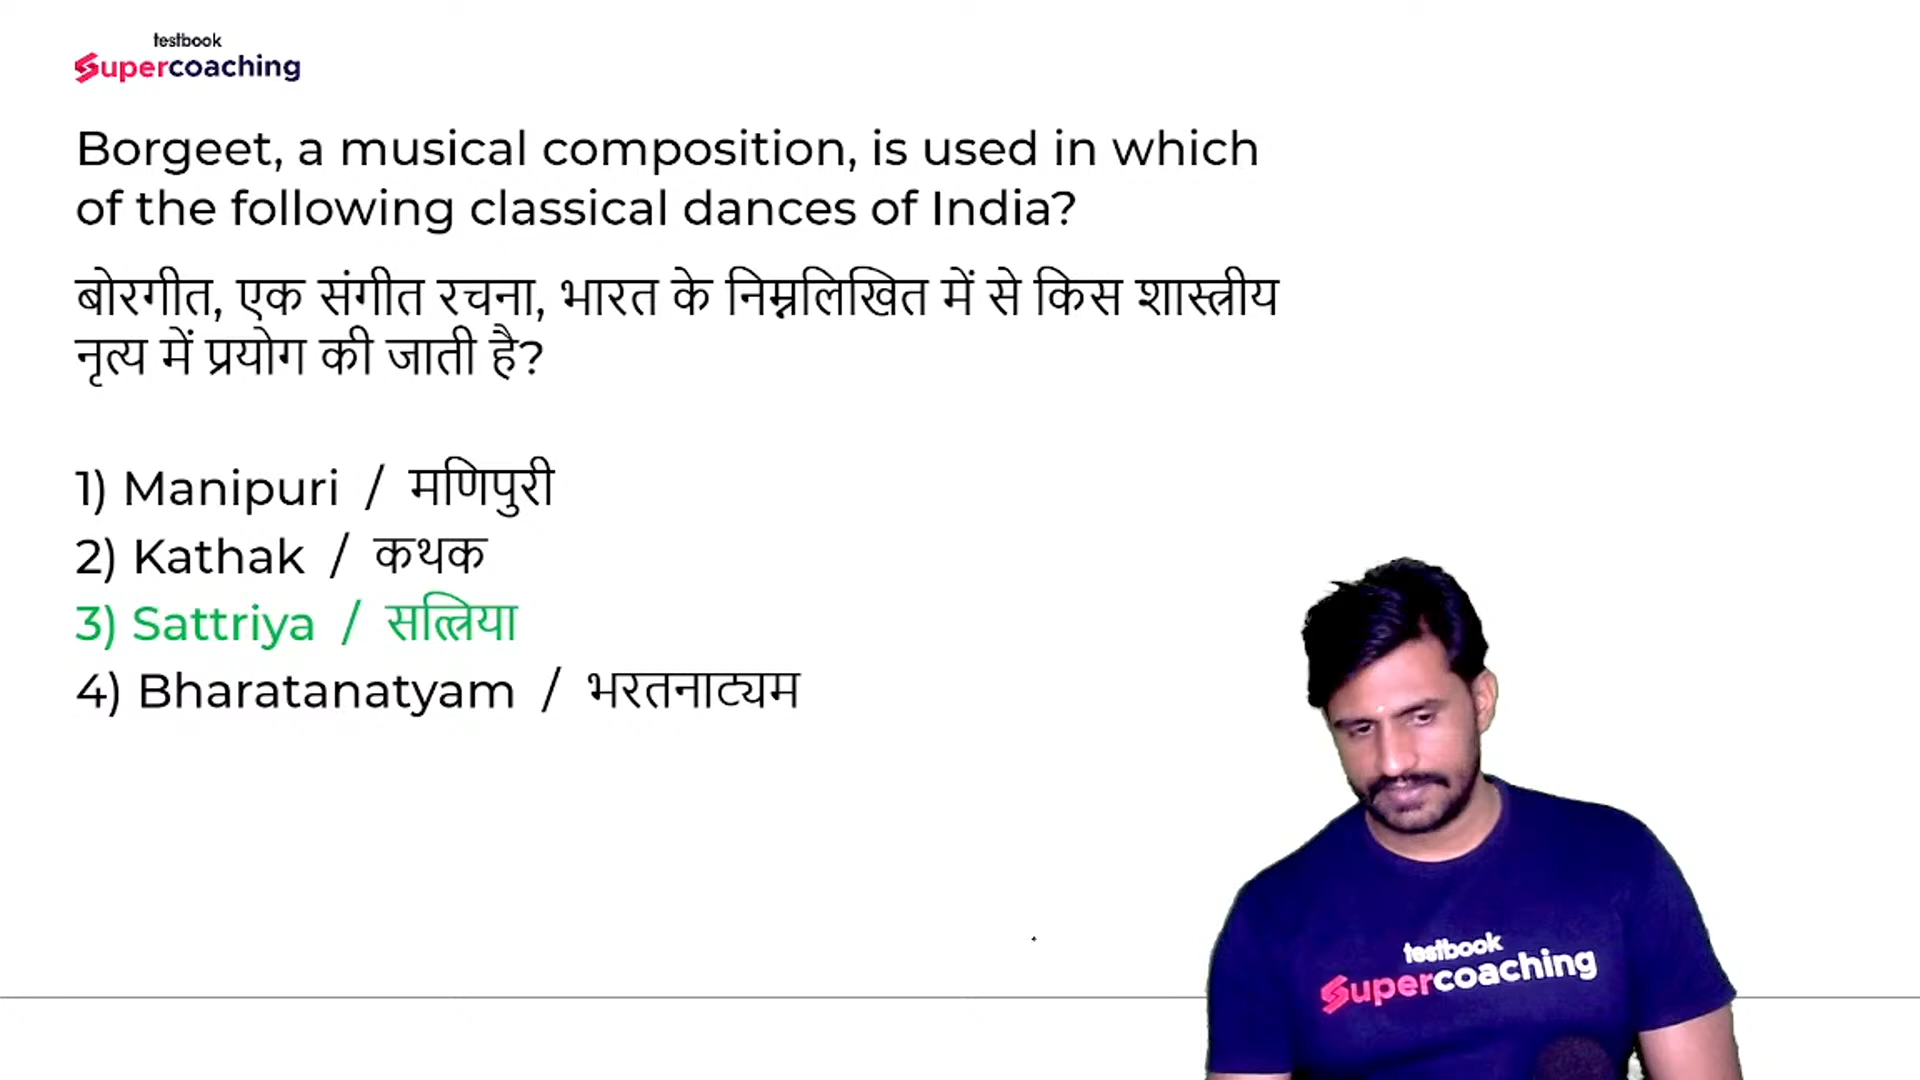 testbook
Supercoaching
Borgeet, a musical composition, is used in which
of the following classical dances of India?
बोरगीत, एक संगीत रचना, भारत के निम्नलिखित में से किस शास्त्रीय
नृत्य में प्रयोग की जाती है?
1) Manipuri / मणिपुरी
2) Kathak / कथक
3) Sattriya / सत्त्रिया
4) Bharatanatyam / भरतनाट्यम
testbook
Supercoaching